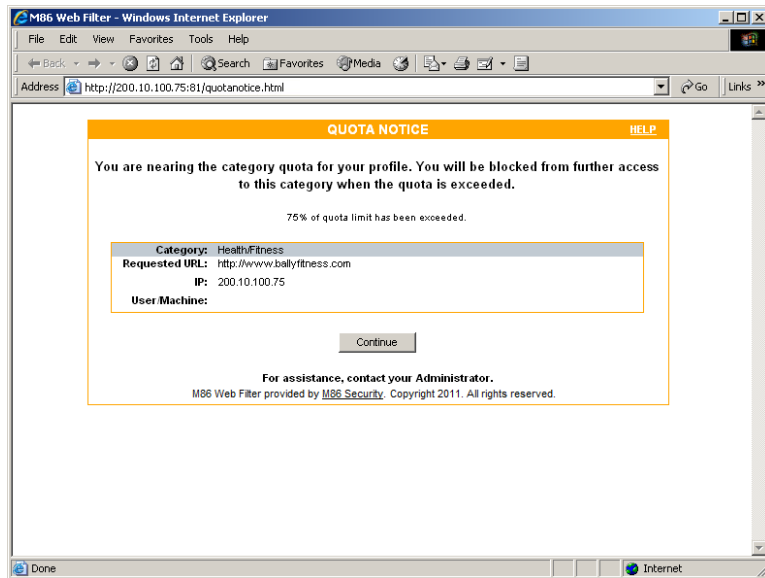 M86 Web Filter - Windows Internet Explorer
File Edit View Favorites Tools Help
Back Search Favorites Media
Address http://200.10.100.75:81/quotanotice.html Go Links »
QUOTA NOTICE HELP
You are nearing the category quota for your profile. You will be blocked from further access
to this category when the quota is exceeded.
75% of quota limit has been exceeded.
Category: Health/Fitness
Requested URL: http://www.ballyfitness.com
IP: 200.10.100.75
User/Machine:
Continue
For assistance, contact your Administrator.
M86 Web Filter provided by M86 Security. Copyright 2011. All rights reserved.
Done Internet